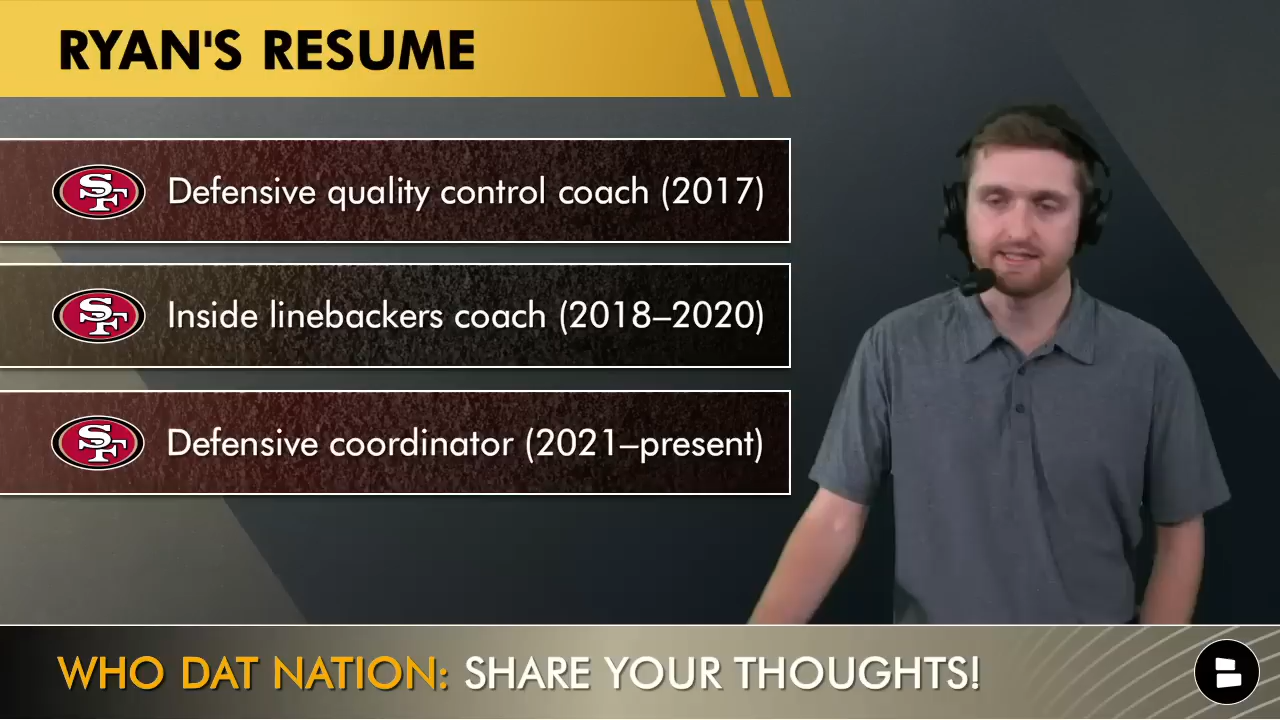 RYAN'S RESUME
SF Defensive quality control coach (2017)
SF Inside linebackers coach (2018–2020)
SF Defensive coordinator (2021–present)
WHO DAT NATION: SHARE YOUR THOUGHTS!